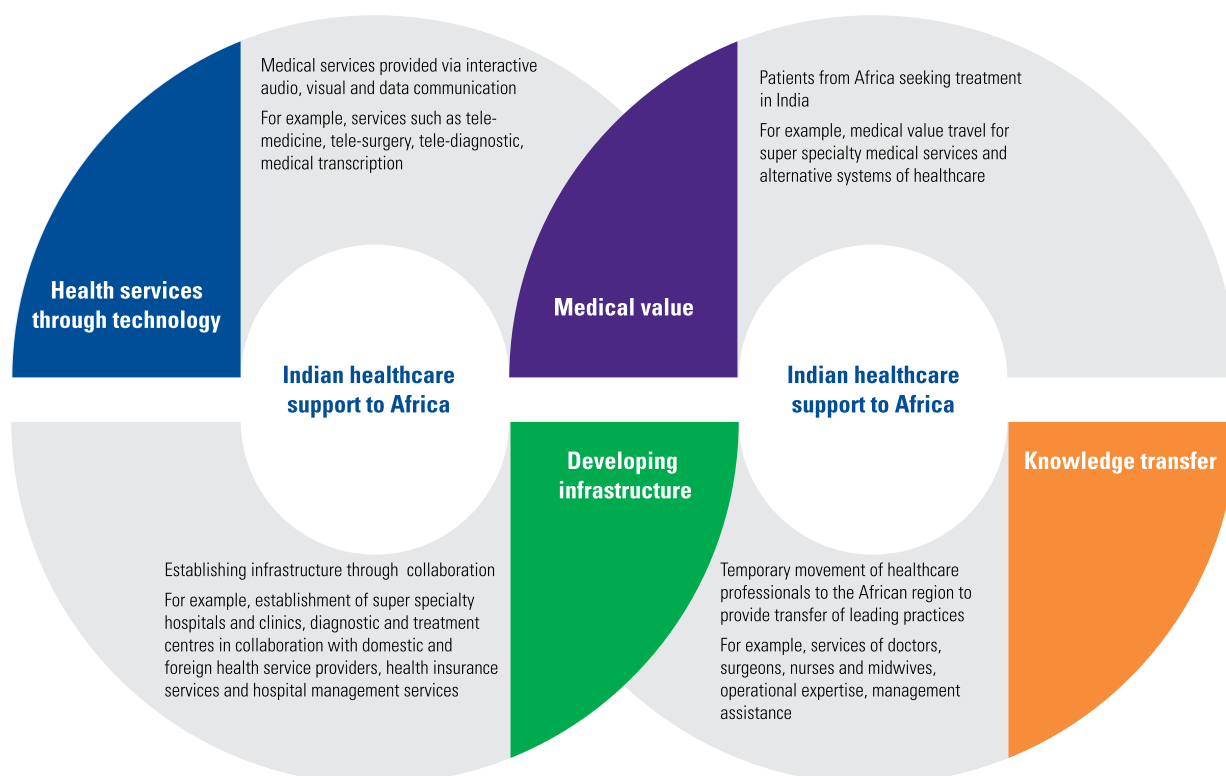 Medical services provided via interactive
audio, visual and data communication
For example, services such as tele-
medicine, tele-surgery, tele-diagnostic,
medical transcription
Health services
through technology
Patients from Africa seeking treatment
in India
For example, medical value travel for
super specialty medical services and
alternative systems of healthcare
Medical value
Indian healthcare
support to Africa
Indian healthcare
support to Africa
Developing
infrastructure
Establishing infrastructure through  collaboration
For example, establishment of super specialty
hospitals and clinics, diagnostic and treatment
centres in collaboration with domestic and
foreign health service providers, health insurance
services and hospital management services
Knowledge transfer
Temporary movement of healthcare
professionals to the African region to
provide transfer of leading practices
For example, services of doctors,
surgeons, nurses and midwives,
operational expertise, management
assistance